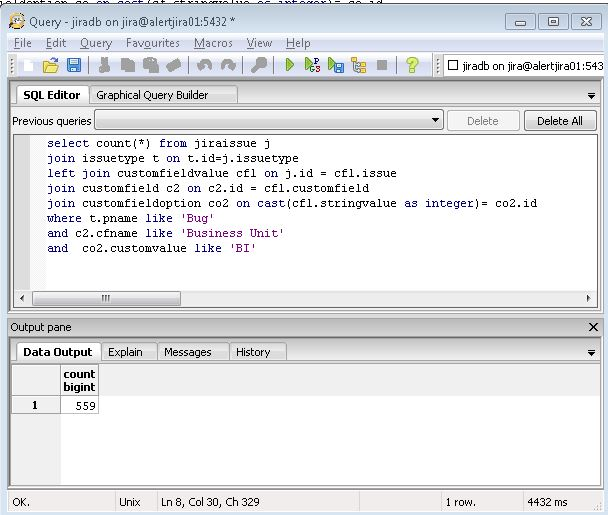 Query - jiradb on jira@alertjira01:5432 *
File Edit Query Favourites Macros View Help
jiradb on jira@alertjira01:543
SQL Editor Graphical Query Builder
Previous queries Delete Delete All
select count(*) from jiraissue j
join issuetype t on t.id=j.issuetype
left join customfieldvalue cf1 on j.id = cf1.issue
join customfield c2 on c2.id = cf1.customfield
join customfieldoption co2 on cast(cf1.stringvalue as integer)= co2.id
where t.pname like 'Bug'
and c2.cfname like 'Business Unit'
and  co2.customvalue like 'BI'
Output pane
Data Output Explain Messages History
count
bigint
1 559
OK. Unix Ln 8, Col 30, Ch 329 1 row. 4432 ms